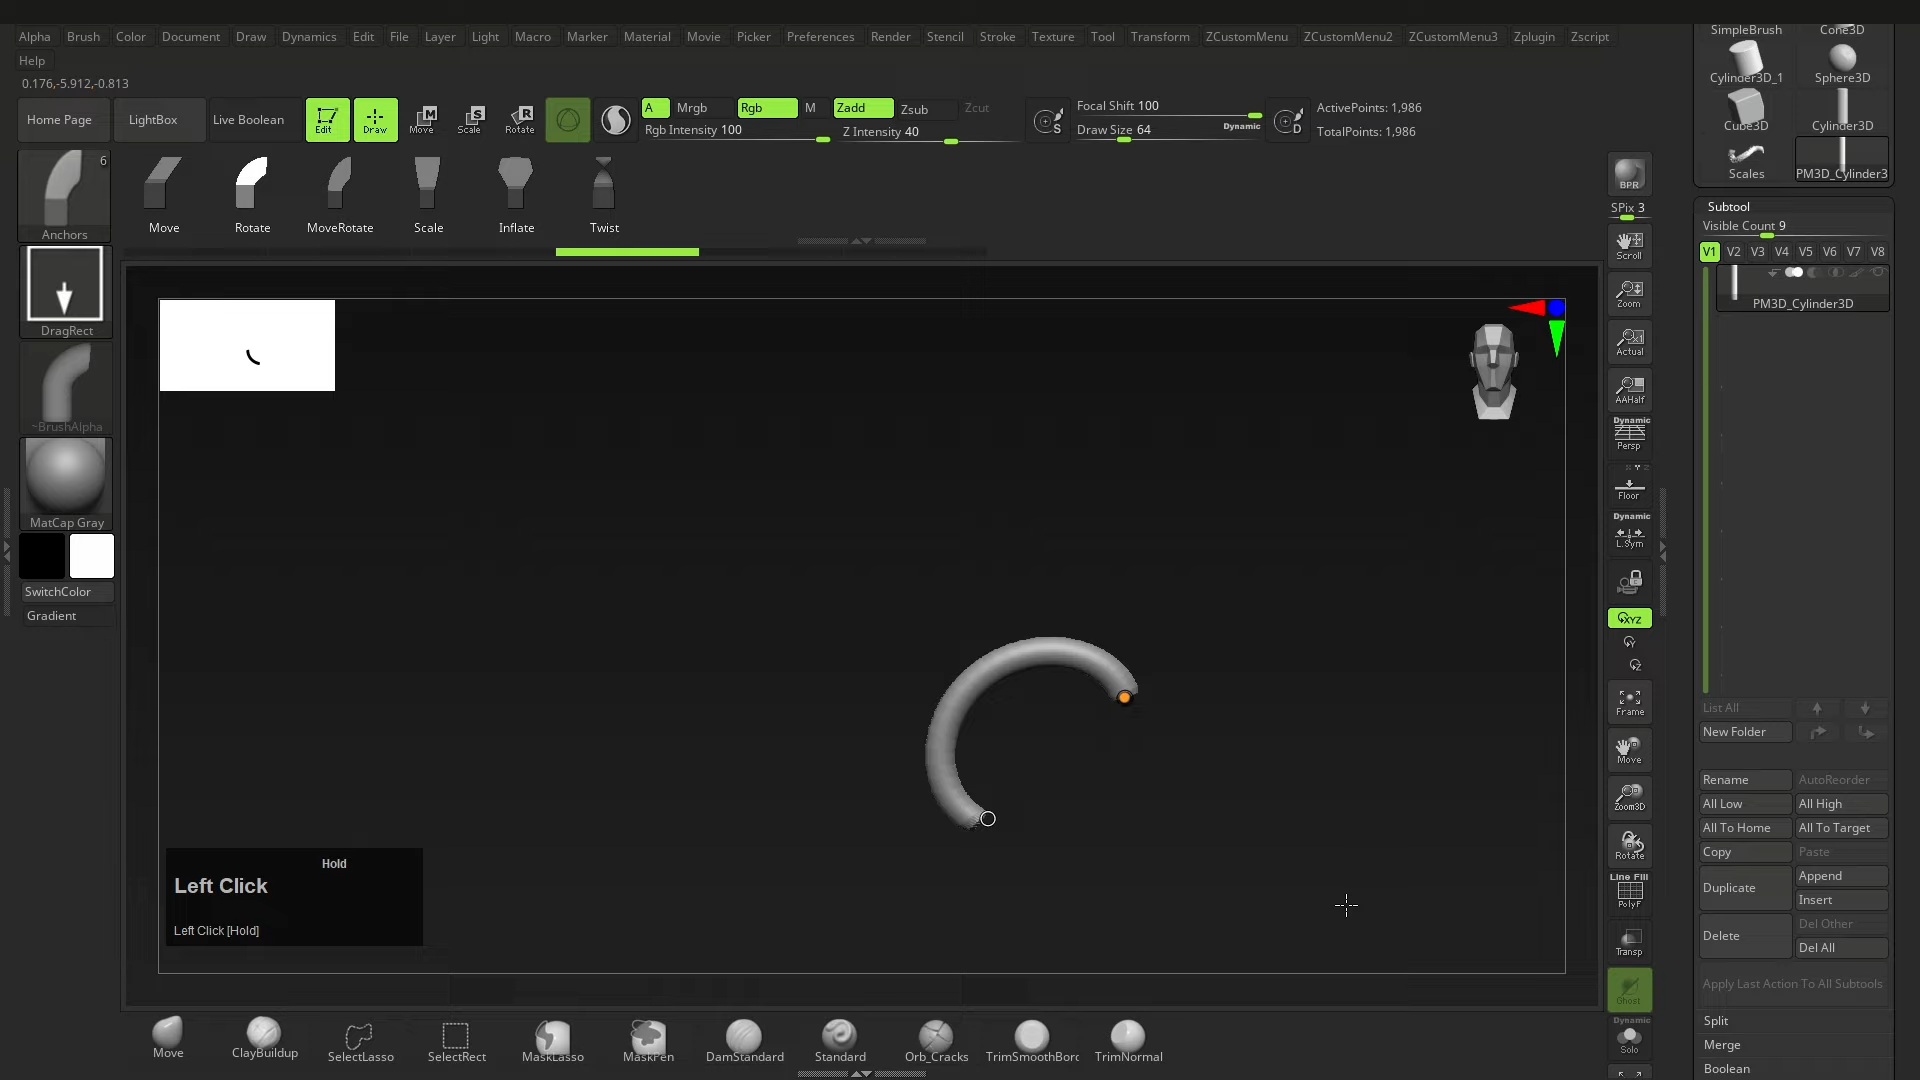 Alpha Brush Color Document Draw Dynamics Edit File Layer Light Macro Marker Material Movie Picker Preferences Render Stencil Stroke Texture Tool Transform ZCustomMenu ZCustomMenu2 ZCustomMenu3 Zplugin Zscript
Help
0.176,-5.912,-0.813
Home Page LightBox Live Boolean Edit Draw Move Scale Rotate
A Mrgb Rgb M Zadd Zsub Zcut
Rgb Intensity 100 Z Intensity 40
Focal Shift 100
Draw Size 64 Dynamic
S D
ActivePoints: 1,986
TotalPoints: 1,986
6
Anchors
Move Rotate MoveRotate Scale Inflate Twist
DragRect
~BrushAlpha
MatCap Gray
SwitchColor
Gradient
Hold
Left Click
Left Click [Hold]
Move ClayBuildup SelectLasso SelectRect MaskLasso MaskPen DamStandard Standard Orb_Cracks TrimSmoothBorc TrimNormal
BPR
SPix 3
Scroll
Zoom
Actual
AAHalf
Dynamic
Persp
Floor
Dynamic
L.Sym
XYZ
Y
Z
Frame
Move
Zoom3D
Rotate
Line Fill
PolyF
Transp
Ghost
Dynamic
Solo
SimpleBrush Cone3D
Cylinder3D_1 Sphere3D
Cube3D Cylinder3D
Scales PM3D_Cylinder3
Subtool
Visible Count 9
V1 V2 V3 V4 V5 V6 V7 V8
PM3D_Cylinder3D
List All
New Folder
Rename AutoReorder
All Low All High
All To Home All To Target
Copy Paste
Duplicate Append
Insert
Delete Del Other
Del All
Apply Last Action To All Subtools
Split
Merge
Boolean